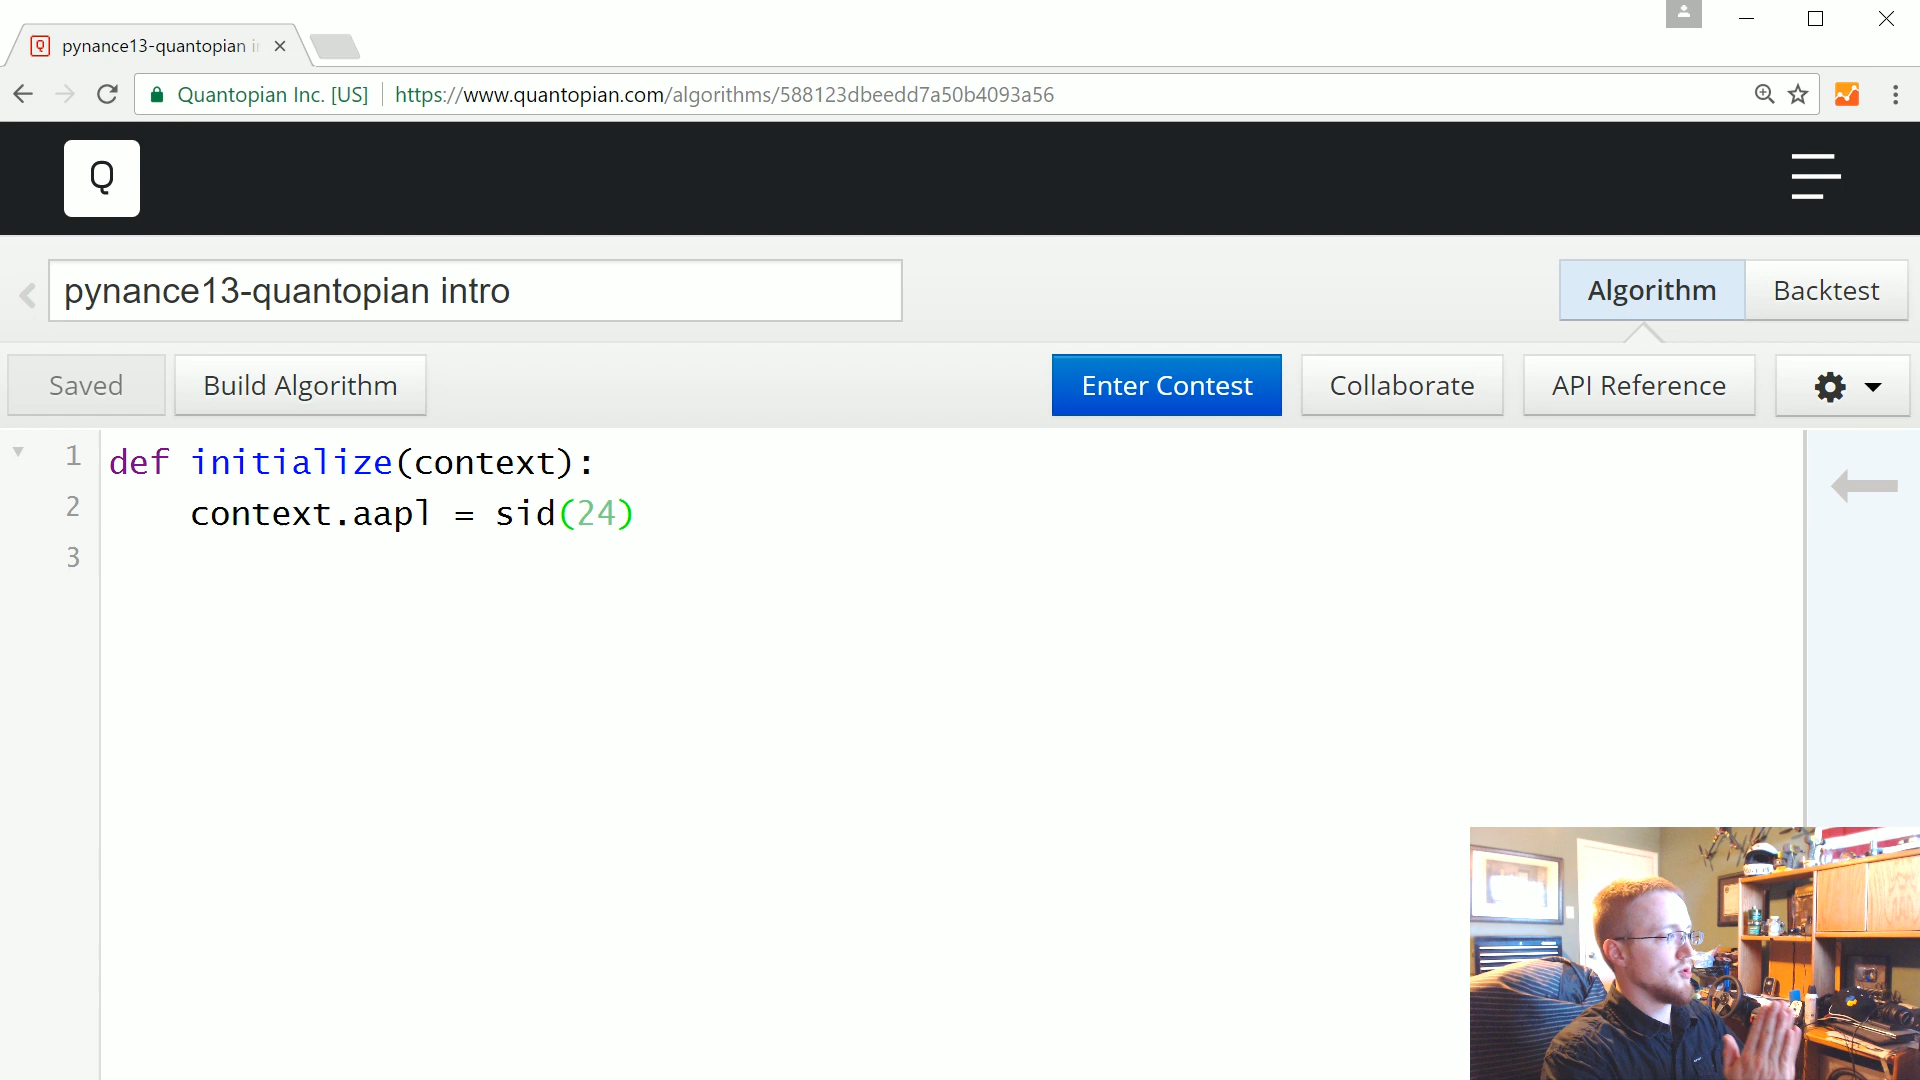 Q pynance13-quantopian i
Quantopian Inc. [US] https://www.quantopian.com/algorithms/588123dbeedd7a50b4093a56
Q
pynance13-quantopian intro
Algorithm Backtest
Saved Build Algorithm Enter Contest Collaborate API Reference
1 def initialize(context):
2 context.aapl = sid(24)
3